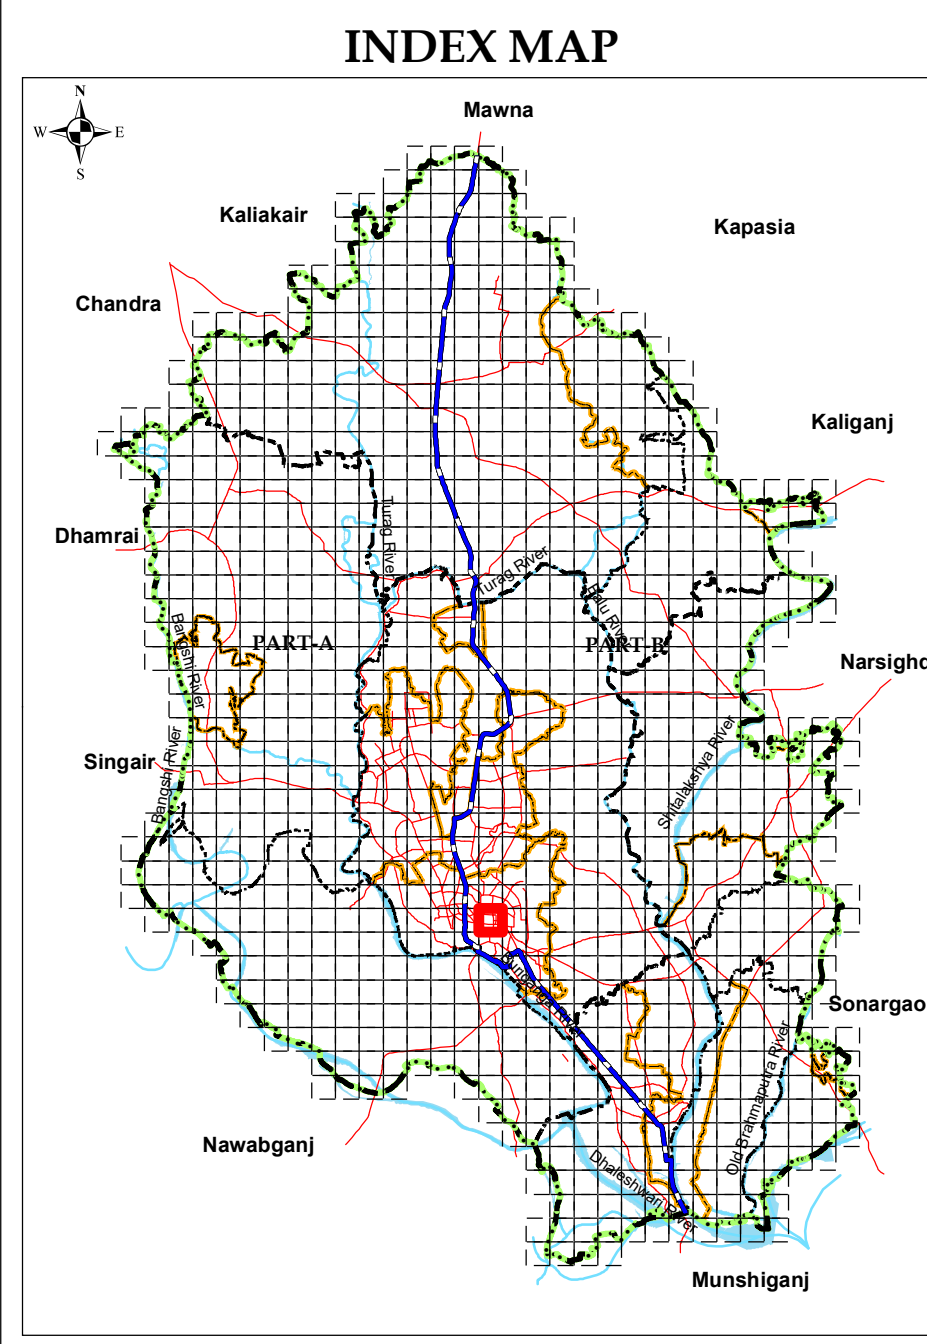 INDEX MAP
N
W E
S
Mawna
Kaliakair
Kapasia
Chandra
Kaliganj
Turag River
Dhamrai
Turag River
Balu River
Bangshi River
PART-A
PART-B
Narsighd
Shitalakshya River
Bangshi River
Singair
Buriganga River
Sonargao
Old Brahmaputra River
Nawabganj
Dhaleshwari River
Munshiganj